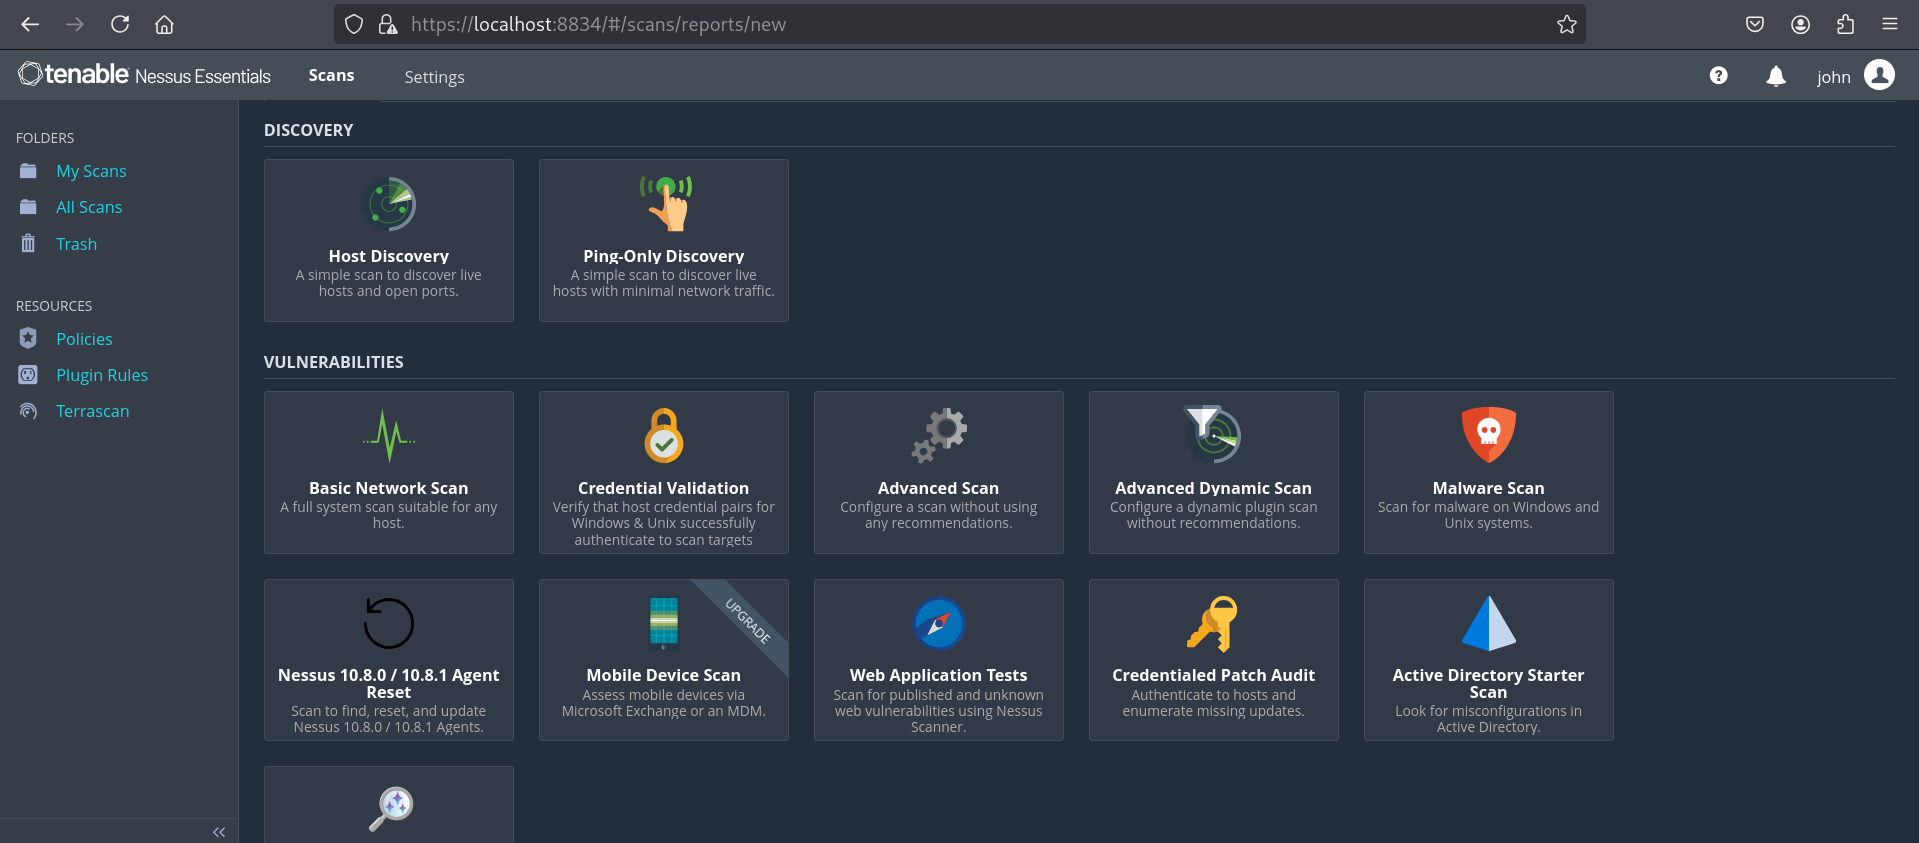 https://localhost:8834/#/scans/reports/new
tenable Nessus Essentials
Scans
Settings
john
FOLDERS
My Scans
All Scans
Trash
RESOURCES
Policies
Plugin Rules
Terrascan
DISCOVERY
Host Discovery
A simple scan to discover live
hosts and open ports.
Ping-Only Discovery
A simple scan to discover live
hosts with minimal network traffic.
VULNERABILITIES
Basic Network Scan
A full system scan suitable for any
host.
Credential Validation
Verify that host credential pairs for
Windows & Unix successfully
authenticate to scan targets
Advanced Scan
Configure a scan without using
any recommendations.
Advanced Dynamic Scan
Configure a dynamic plugin scan
without recommendations.
Malware Scan
Scan for malware on Windows and
Unix systems.
Nessus 10.8.0 / 10.8.1 Agent
Reset
Scan to find, reset, and update
Nessus 10.8.0 / 10.8.1 Agents.
UPGRADE
Mobile Device Scan
Assess mobile devices via
Microsoft Exchange or an MDM.
Web Application Tests
Scan for published and unknown
web vulnerabilities using Nessus
Scanner.
Credentialed Patch Audit
Authenticate to hosts and
enumerate missing updates.
Active Directory Starter
Scan
Look for misconfigurations in
Active Directory.